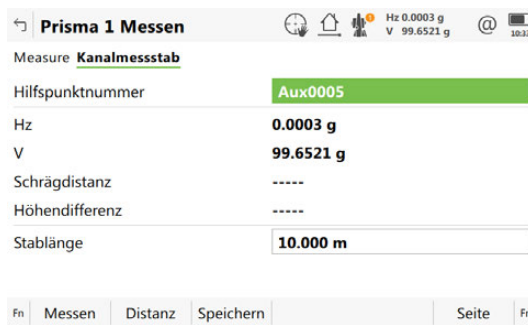 Prisma 1 Messen
Hz 0.0003 g
V 99.6521 g
@
Measure Kanalmessstab
Hilfspunktnummer Aux0005
Hz 0.0003 g
V 99.6521 g
Schrägdistanz -----
Höhendifferenz -----
Stablänge 10.000 m
Fn Messen Distanz Speichern Seite